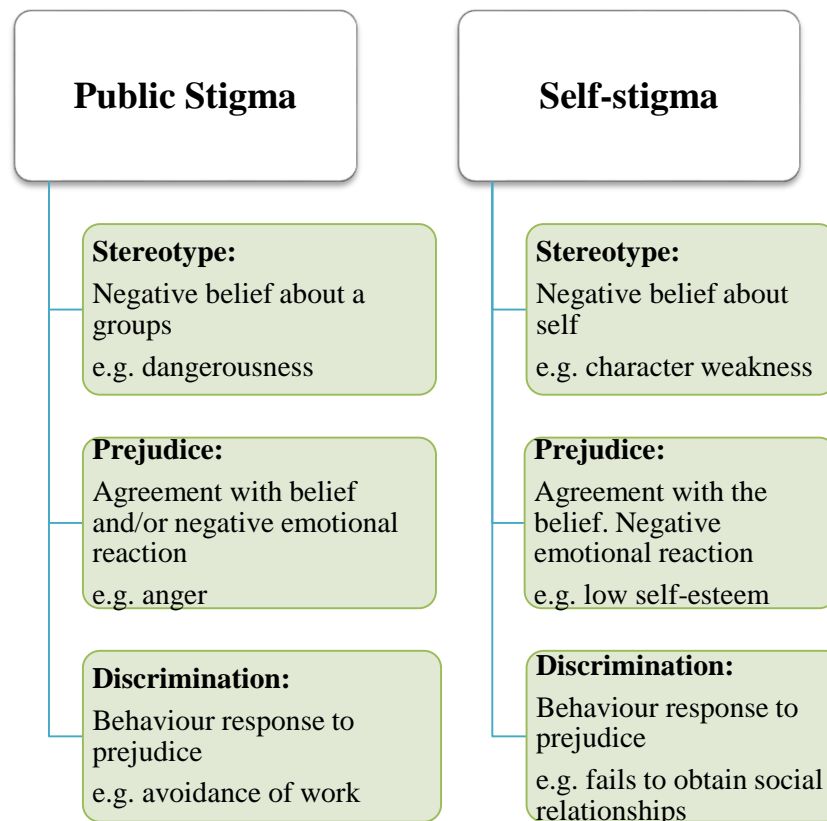 Public Stigma
Stereotype:
Negative belief about a
groups
e.g. dangerousness
Prejudice:
Agreement with belief
and/or negative emotional
reaction
e.g. anger
Discrimination:
Behaviour response to
prejudice
e.g. avoidance of work
Self-stigma
Stereotype:
Negative belief about
self
e.g. character weakness
Prejudice:
Agreement with the
belief. Negative
emotional reaction
e.g. low self-esteem
Discrimination:
Behaviour response to
prejudice
e.g. fails to obtain social
relationships